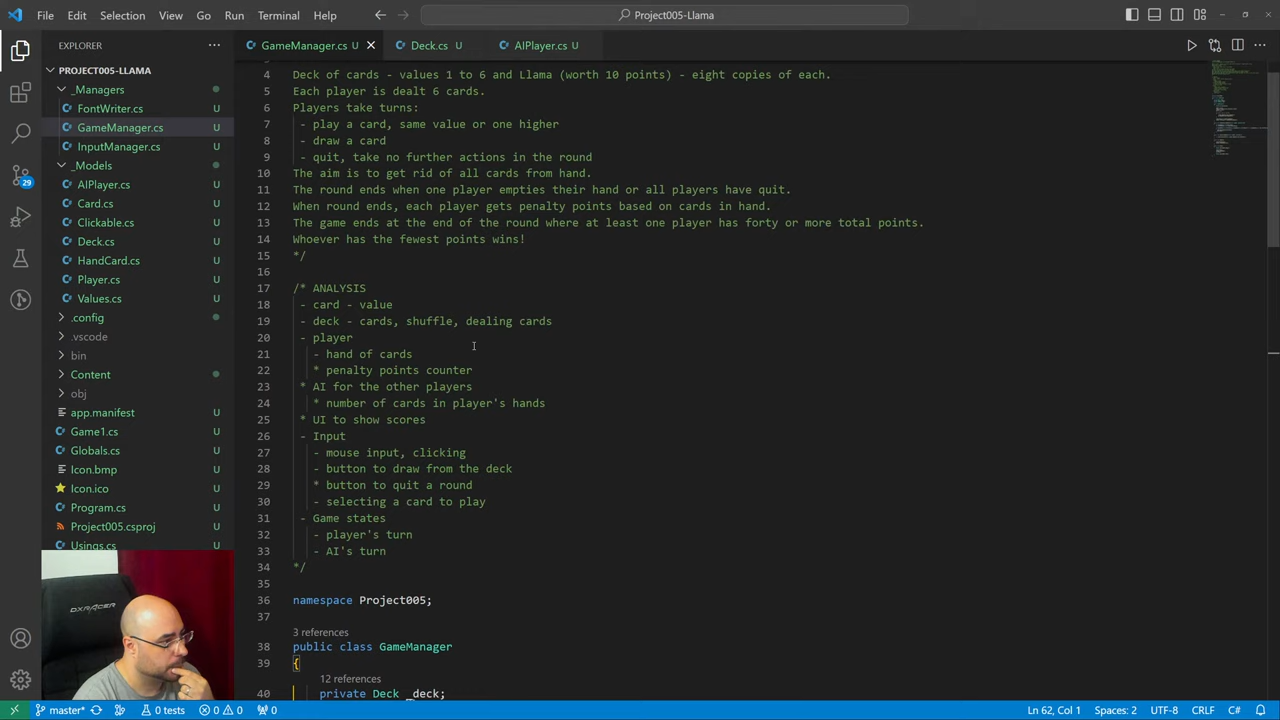 File Edit Selection View Go Run Terminal Help
Project005-Llama
EXPLORER
PROJECT005-LLAMA
_Managers
FontWriter.cs U
GameManager.cs U
InputManager.cs U
_Models
AIPlayer.cs U
Card.cs U
Clickable.cs U
Deck.cs U
HandCard.cs U
Player.cs U
Values.cs U
.config
.vscode
bin
Content
obj
app.manifest U
Game1.cs U
Globals.cs U
Icon.bmp U
Icon.ico U
Program.cs U
Project005.csproj U
Usings.cs U
29
DXRACER
GameManager.cs U
Deck.cs U
AIPlayer.cs U
4 Deck of cards - values 1 to 6 and Llama (worth 10 points) - eight copies of each.
5 Each player is dealt 6 cards.
6 Players take turns:
7 - play a card, same value or one higher
8 - draw a card
9 - quit, take no further actions in the round
10 The aim is to get rid of all cards from hand.
11 The round ends when one player empties their hand or all players have quit.
12 When round ends, each player gets penalty points based on cards in hand.
13 The game ends at the end of the round where at least one player has forty or more total points.
14 Whoever has the fewest points wins!
15 */
16
17 /* ANALYSIS
18 - card - value
19 - deck - cards, shuffle, dealing cards
20 - player
21 - hand of cards
22 * penalty points counter
23 * AI for the other players
24 * number of cards in player's hands
25 * UI to show scores
26 - Input
27 - mouse input, clicking
28 - button to draw from the deck
29 * button to quit a round
30 - selecting a card to play
31 - Game states
32 - player's turn
33 - AI's turn
34 */
35
36 namespace Project005;
37
3 references
38 public class GameManager
39 {
12 references
40 private Deck _deck;
master* 0 tests 0 0 0 Ln 62, Col 1 Spaces: 2 UTF-8 CRLF C#